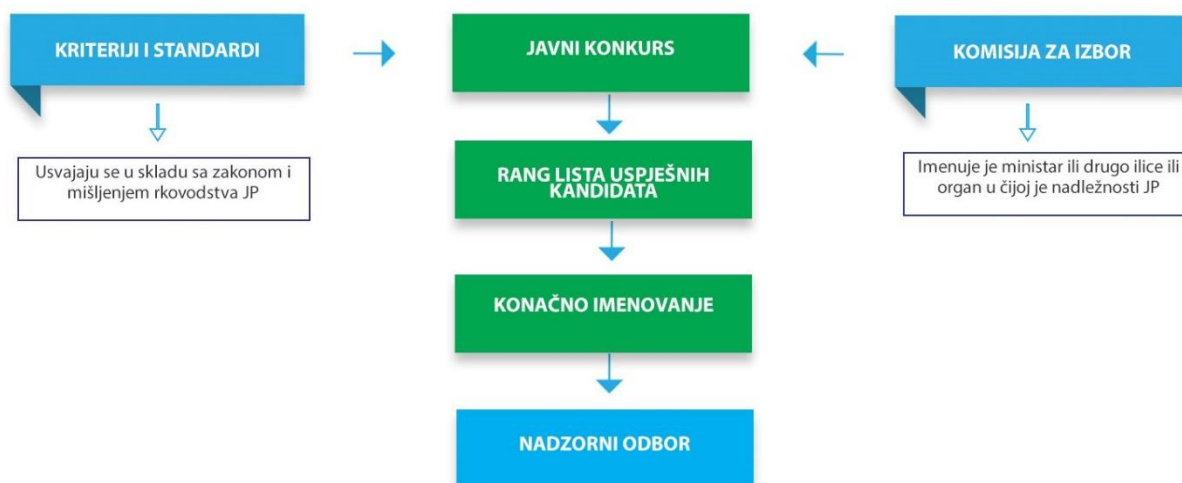 KRITERIJI I STANDARDI
JAVNI KONKURS
KOMISIJA ZA IZBOR
Usvajaju se u skladu sa zakonom i
mišljenjem rkovodstva JP
RANG LISTA USPJEŠNIH
KANDIDATA
Imenuje je ministar ili drugo ilice ili
organ u čijoj je nadležnosti JP
KONAČNO IMENOVANJE
NADZORNI ODBOR